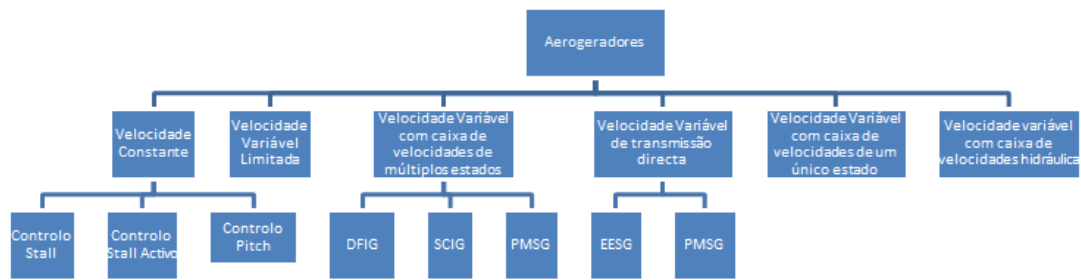 Aerogeradores
Velocidade
Constante
Velocidade
Variável
Limitada
Velocidade Variável
com caixa de
velocidades de
múltiplos estados
Velocidade Variável
de transmissão
directa
Velocidade Variável
com caixa de
velocidades de um
único estado
Velocidade variável
com caixa de
velocidades hidráulica
Controlo
Stall
Controlo
Stall Activo
Controlo
Pitch
DFIG
SCIG
PMSG
EESG
PMSG